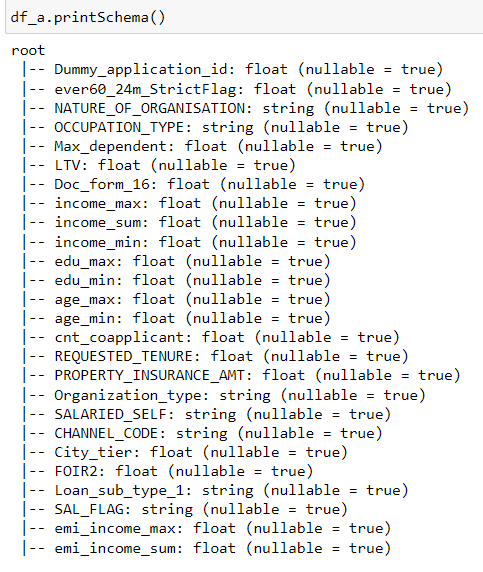 df_a.printSchema()
root
|-- Dummy_application_id: float (nullable = true)
|-- ever60_24m_StrictFlag: float (nullable = true)
|-- NATURE_OF_ORGANISATION: string (nullable = true)
|-- OCCUPATION_TYPE: string (nullable = true)
|-- Max_dependent: float (nullable = true)
|-- LTV: float (nullable = true)
|-- Doc_form_16: float (nullable = true)
|-- income_max: float (nullable = true)
|-- income_sum: float (nullable = true)
|-- income_min: float (nullable = true)
|-- edu_max: float (nullable = true)
|-- edu_min: float (nullable = true)
|-- age_max: float (nullable = true)
|-- age_min: float (nullable = true)
|-- cnt_coapplicant: float (nullable = true)
|-- REQUESTED_TENURE: float (nullable = true)
|-- PROPERTY_INSURANCE_AMT: float (nullable = true)
|-- Organization_type: string (nullable = true)
|-- SALARIED_SELF: string (nullable = true)
|-- CHANNEL_CODE: string (nullable = true)
|-- City_tier: float (nullable = true)
|-- FOIR2: float (nullable = true)
|-- Loan_sub_type_1: string (nullable = true)
|-- SAL_FLAG: string (nullable = true)
|-- emi_income_max: float (nullable = true)
|-- emi_income_sum: float (nullable = true)